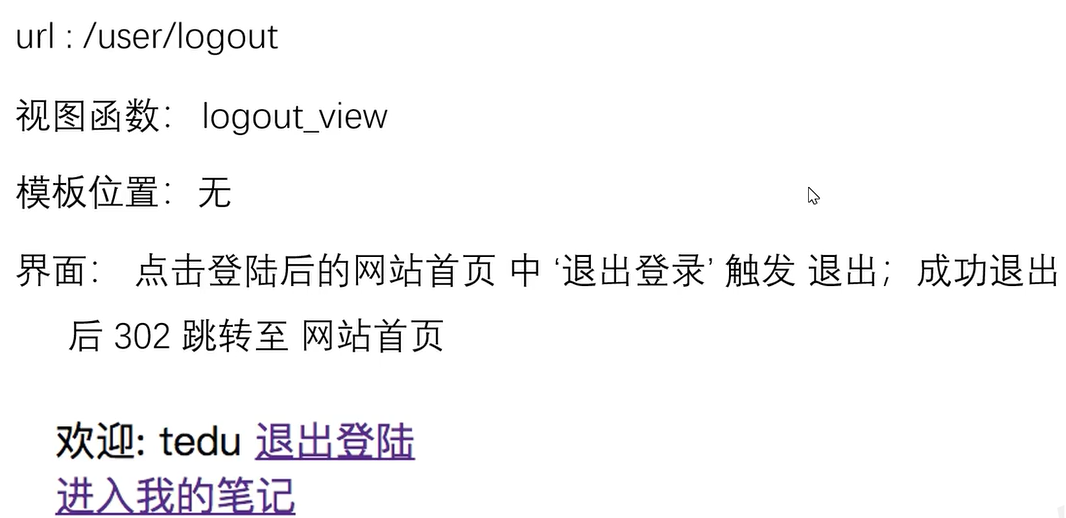 url : /user/logout
视图函数： logout_view
模板位置：无
界面： 点击登陆后的网站首页 中 ‘退出登录’ 触发 退出；成功退出
后 302 跳转至 网站首页
欢迎: tedu 退出登陆
进入我的笔记